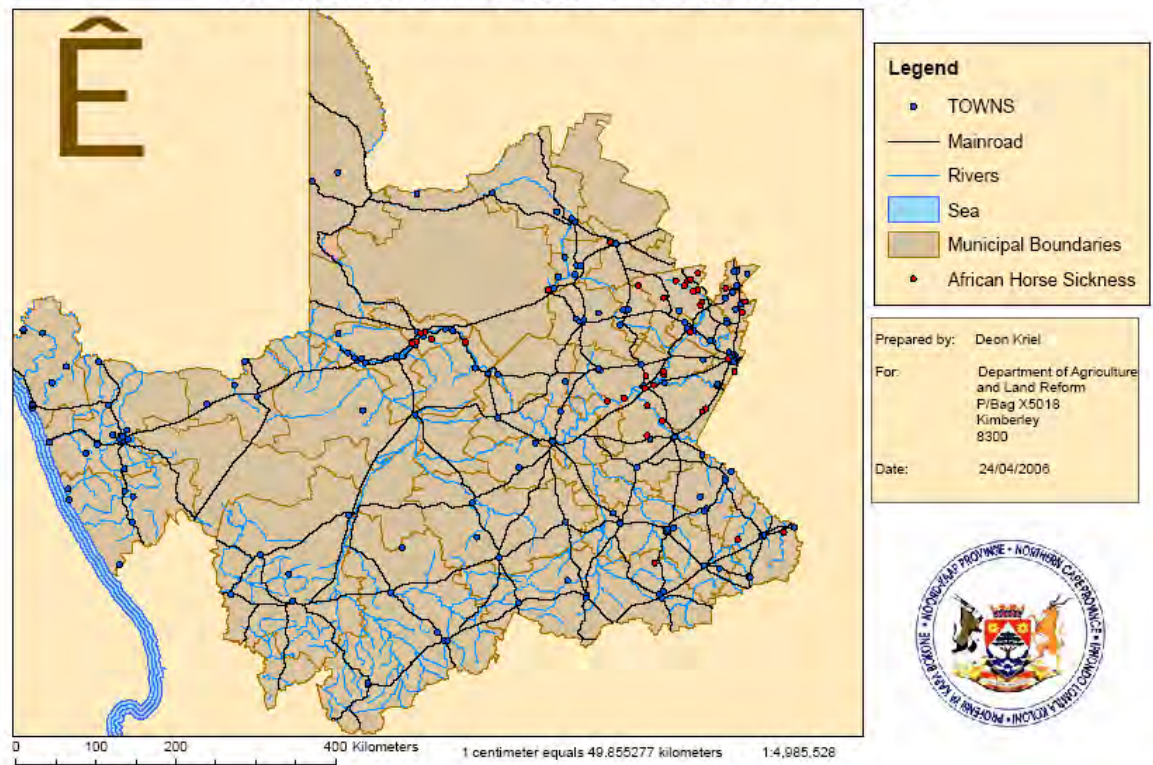 Ê
Legend
TOWNS
Mainroad
Rivers
Sea
Municipal Boundaries
African Horse Sickness
Prepared by: Deon Kriel
For: Department of Agriculture
and Land Reform
P/Bag X5018
Kimberley
8300
Date: 24/04/2006
NOORD-KAAP PROVINSIE • NORTHERN CAPE PROVINCE •
0 100 200 400 Kilometers
1 centimeter equals 49.855277 kilometers
1:4,985,528